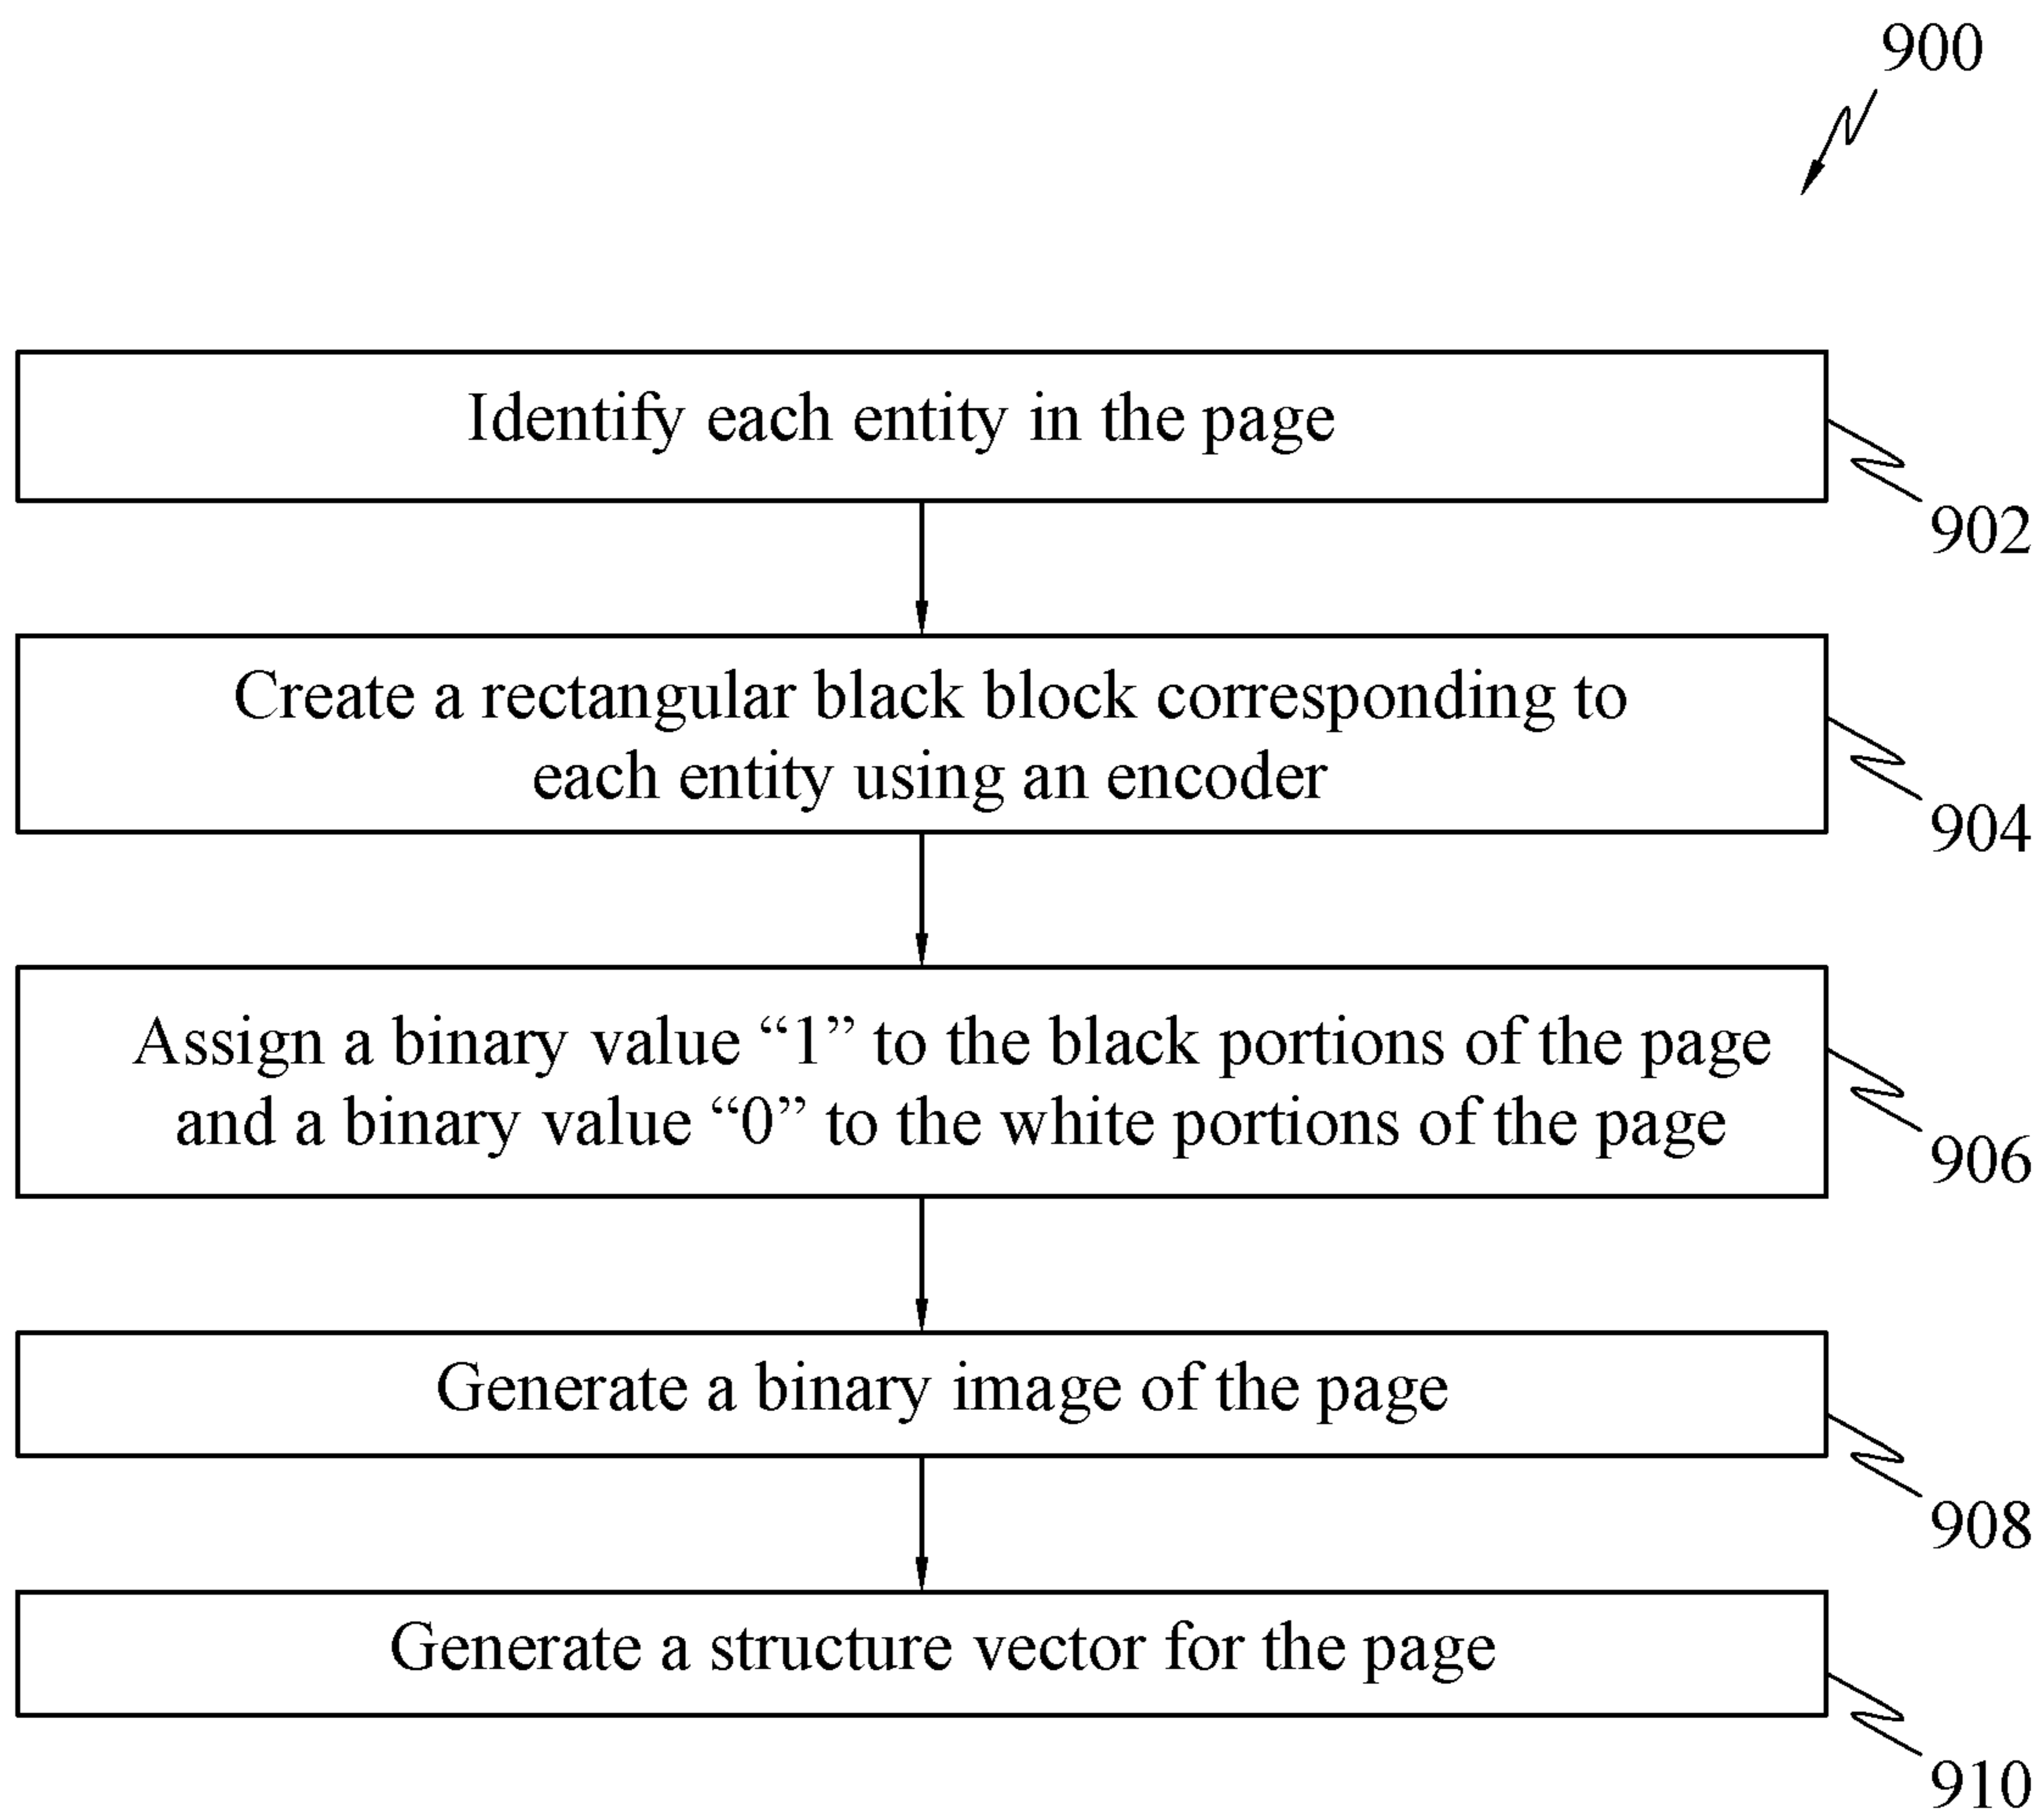 900
Identify each entity in the page
902
Create a rectangular black block corresponding to
each entity using an encoder
904
Assign a binary value “1” to the black portions of the page
and a binary value “0” to the white portions of the page
906
Generate a binary image of the page
908
Generate a structure vector for the page
910